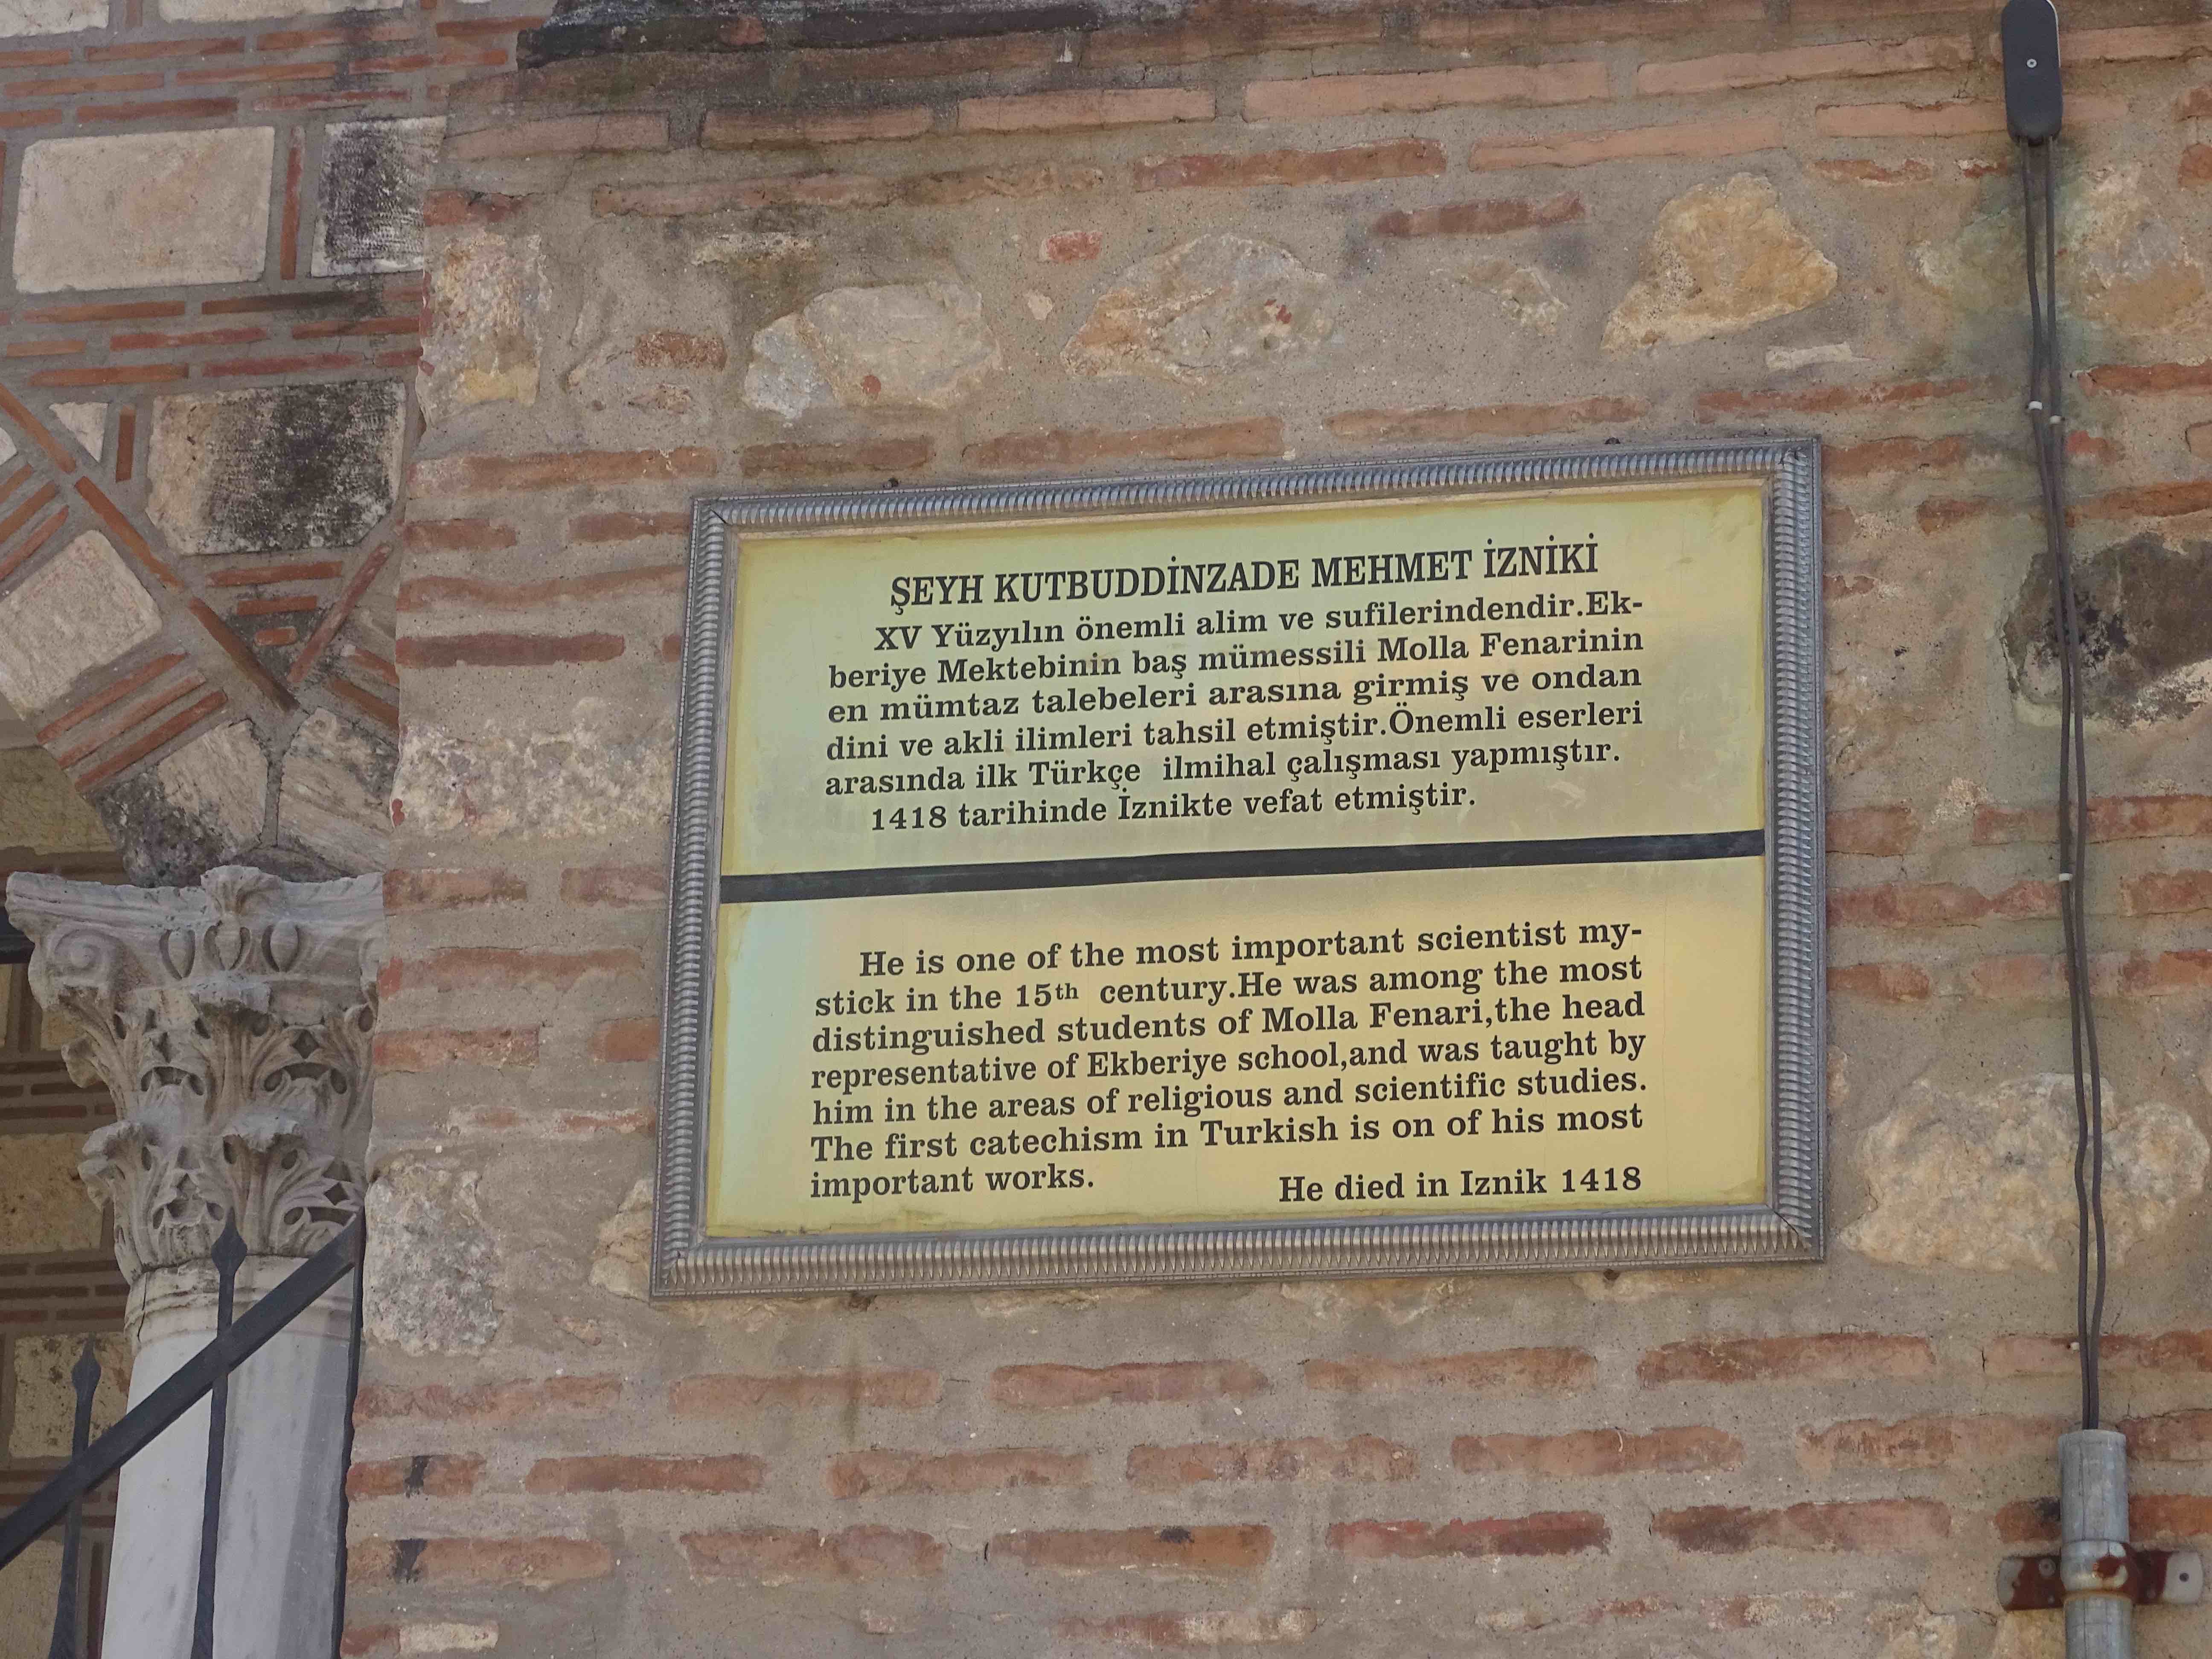 ŞEYH KUTBUDDİNZADE MEHMET İZNİKİ
XV Yüzyılın önemli alim ve sufilerindendir.Ek-
beriye Mektebinin baş mümessili Molla Fenarinin
en mümtaz talebeleri arasına girmiş ve ondan
dini ve akli ilimleri tahsil etmiştir.Önemli eserleri
arasında ilk Türkçe ilmihal çalışması yapmıştır.
1418 tarihinde İznikte vefat etmiştir.
He is one of the most important scientist my-
stick in the 15th century.He was among the most
distinguished students of Molla Fenari,the head
representative of Ekberiye school,and was taught by
him in the areas of religious and scientific studies.
The first catechism in Turkish is on of his most
important works. He died in Iznik 1418